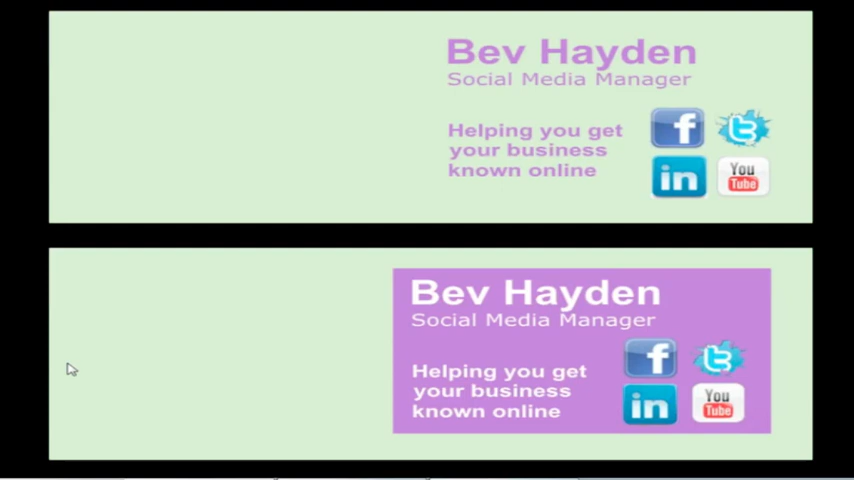 Bev Hayden
Social Media Manager
Helping you get
your business
known online
f
t
in
You
Tube
Bev Hayden
Social Media Manager
Helping you get
your business
known online
f
t
in
You
Tube